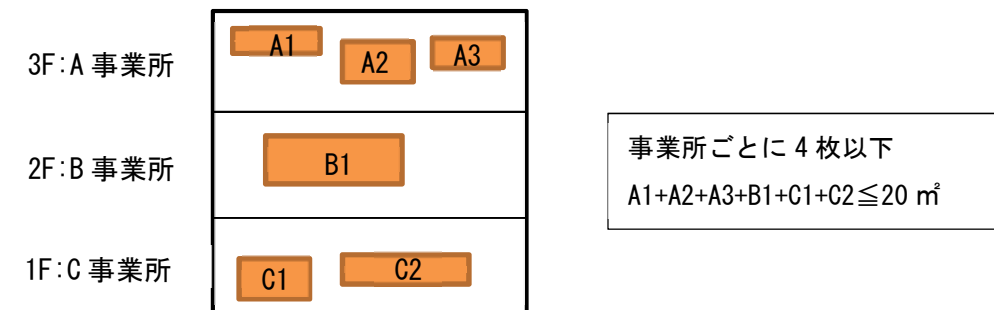 3F:A 事業所
A1
A2
A3
2F:B 事業所
B1
事業所ごとに 4 枚以下
A1+A2+A3+B1+C1+C2≦20 ㎡
1F:C 事業所
C1
C2